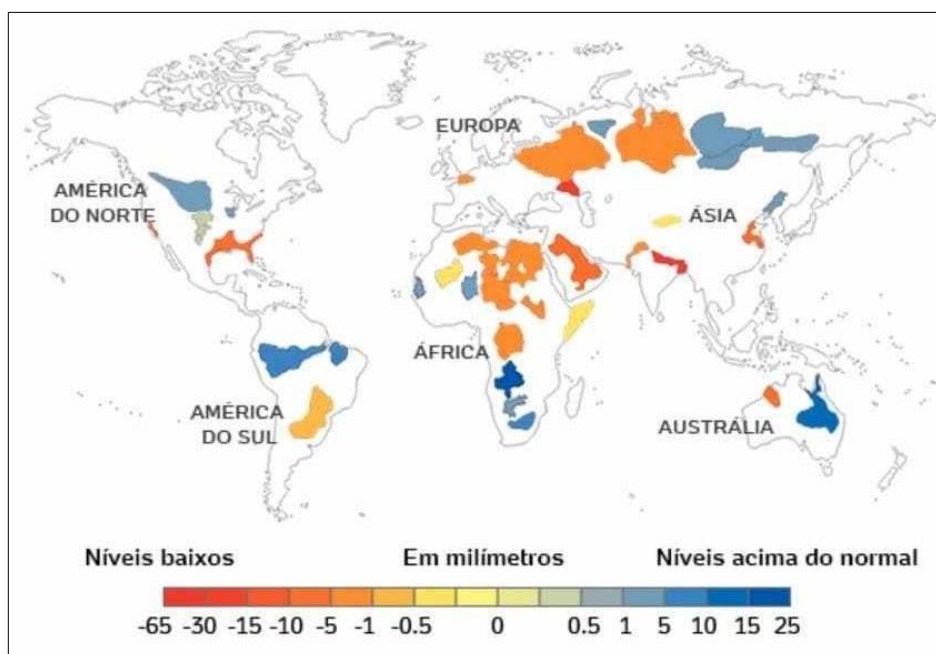 EUROPA
AMÉRICA
DO NORTE
ÁSIA
ÁFRICA
AMÉRICA
DO SUL
AUSTRÁLIA
Níveis baixos Em milímetros Níveis acima do normal
-65 -30 -15 -10 -5 -1 -0.5 0 0.5 1 5 10 15 25